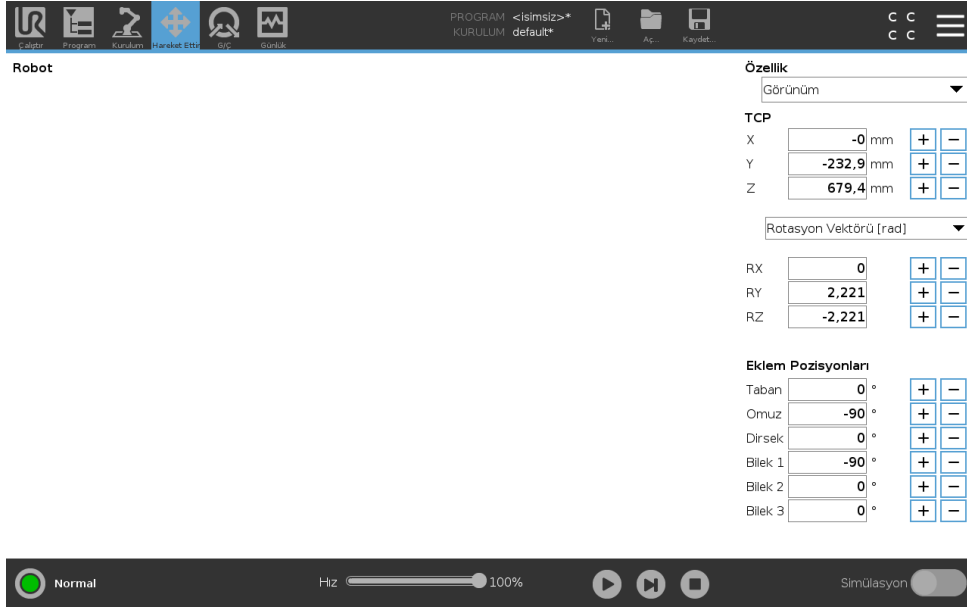 UR
Çalıştır
Program
Kurulum
Hareket Ettir
G/Ç
Günlük
PROGRAM <isimsiz>*
KURULUM default*
Yeni...
Aç...
Kaydet...
C C
C C
Robot
Özellik
Görünüm
TCP
X -0 mm + −
Y -232,9 mm + −
Z 679,4 mm + −
Rotasyon Vektörü [rad]
RX 0 + −
RY 2,221 + −
RZ -2,221 + −
Eklem Pozisyonları
Taban 0 ° + −
Omuz -90 ° + −
Dirsek 0 ° + −
Bilek 1 -90 ° + −
Bilek 2 0 ° + −
Bilek 3 0 ° + −
Normal
Hız 100%
Simülasyon